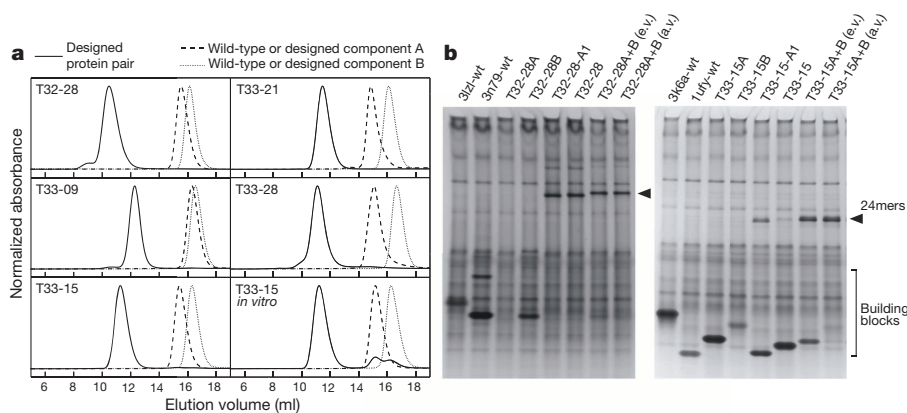 a
Designed protein pair
Wild-type or designed component A
Wild-type or designed component B
Normalized absorbance
T32-28
T33-21
T33-09
T33-28
T33-15
T33-15
in vitro
6 8 10 12 14 16 18
6 8 10 12 14 16 18
Elution volume (ml)
b
3lzl-wt
3n79-wt
T32-28A
T32-28B
T32-28-A1
T32-28
T32-28A+B (e.v.)
T32-28A+B (a.v.)
3k6a-wt
1ufy-wt
T33-15A
T33-15B
T33-15-A1
T33-15
T33-15A+B (e.v.)
T33-15A+B (a.v.)
24mers
Building
blocks